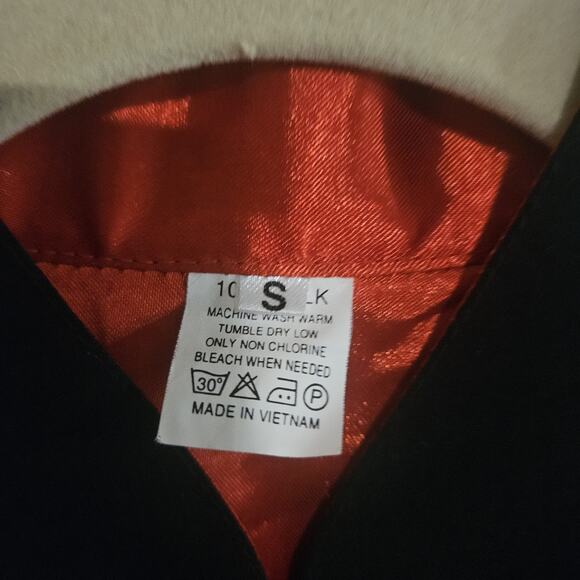 10 S LK
MACHINE WASH WARM
TUMBLE DRY LOW
ONLY NON CHLORINE
BLEACH WHEN NEEDED
30° P
MADE IN VIETNAM